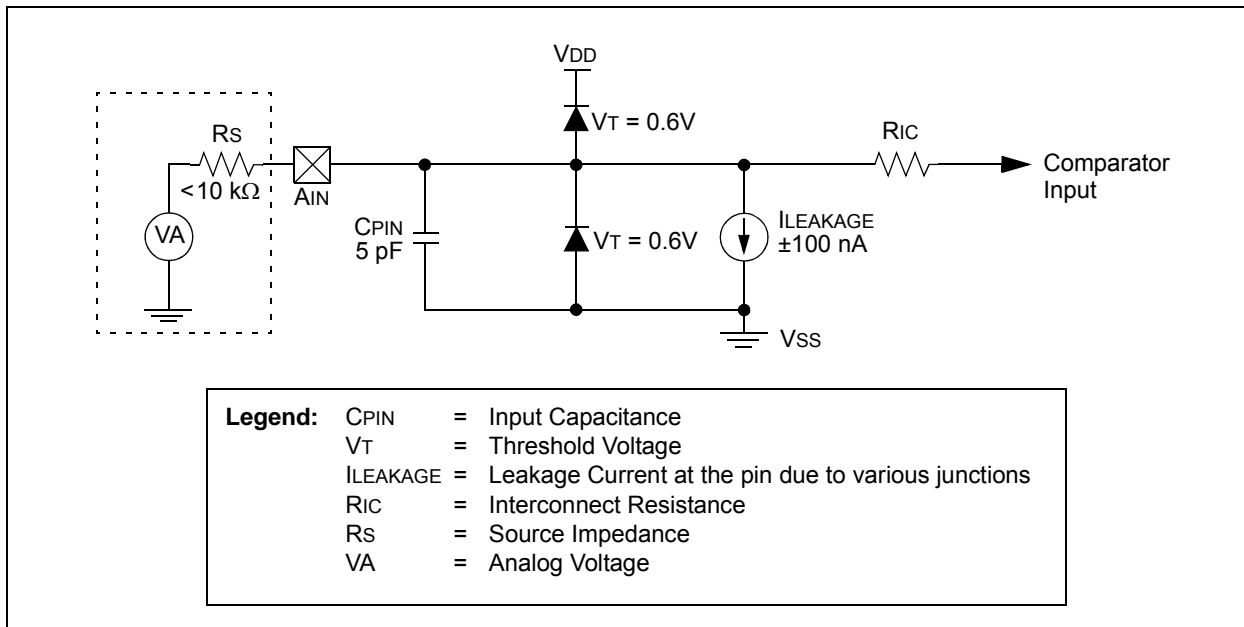 VDD
VT = 0.6V
RS
<10 kΩ
AIN
VA
CPIN
5 pF
VT = 0.6V
ILEAKAGE
±100 nA
RIC
Comparator
Input
VSS
Legend: CPIN = Input Capacitance
VT = Threshold Voltage
ILEAKAGE = Leakage Current at the pin due to various junctions
RIC = Interconnect Resistance
RS = Source Impedance
VA = Analog Voltage